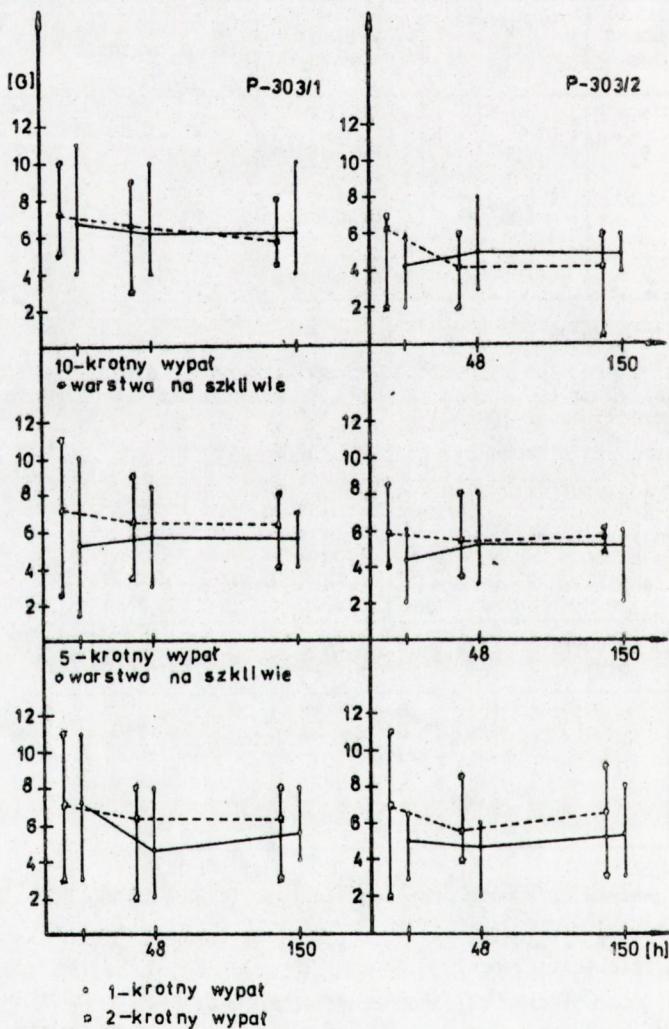 [G] P-303/1 P-303/2
12 12
10 10
8 8
6 6
4 4
2 2
48 150
10-krotny wypał
warstwa na szkliwie
12 12
10 10
8 8
6 6
4 4
2 2
48 150
5-krotny wypał
warstwa na szkliwie
12 12
10 10
8 8
6 6
4 4
2 2
48 150 48 150 [h]
1-krotny wypał
2-krotny wypał